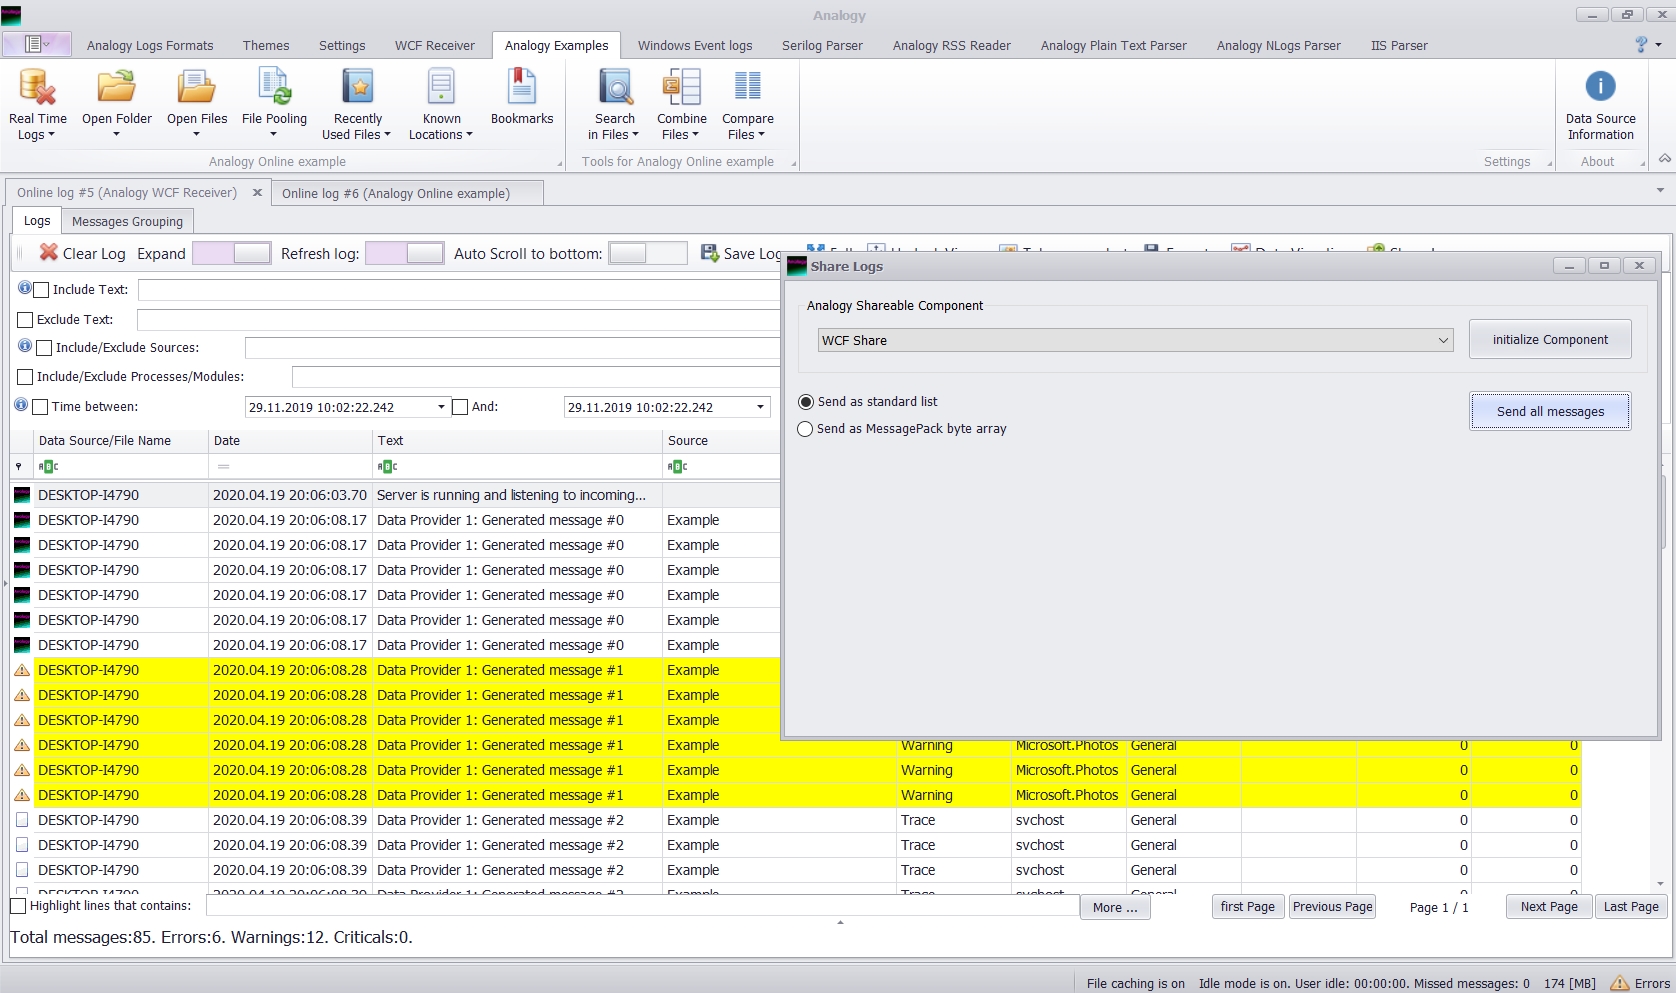 Analogy
Analogy Logs Formats Themes Settings WCF Receiver Analogy Examples Windows Event logs Serilog Parser Analogy RSS Reader Analogy Plain Text Parser Analogy NLogs Parser IIS Parser
Real Time Logs
Open Folder
Open Files
File Pooling
Recently Used Files
Known Locations
Bookmarks
Search in Files
Combine Files
Compare Files
Data Source Information
Analogy Online example Tools for Analogy Online example Settings About
Online log #5 (Analogy WCF Receiver) Online log #6 (Analogy Online example)
Logs Messages Grouping
Clear Log Expand Refresh log: Auto Scroll to bottom: Save Log
Share Logs
Analogy Shareable Component
WCF Share initialize Component
Send as standard list Send all messages
Send as MessagePack byte array
Include Text:
Exclude Text:
Include/Exclude Sources:
Include/Exclude Processes/Modules:
Time between: 29.11.2019 10:02:22.242 And: 29.11.2019 10:02:22.242
Data Source/File Name Date Text Source
ABC = ABC ABC
DESKTOP-I4790 2020.04.19 20:06:03.70 Server is running and listening to incoming...
DESKTOP-I4790 2020.04.19 20:06:08.17 Data Provider 1: Generated message #0 Example
DESKTOP-I4790 2020.04.19 20:06:08.17 Data Provider 1: Generated message #0 Example
DESKTOP-I4790 2020.04.19 20:06:08.17 Data Provider 1: Generated message #0 Example
DESKTOP-I4790 2020.04.19 20:06:08.17 Data Provider 1: Generated message #0 Example
DESKTOP-I4790 2020.04.19 20:06:08.17 Data Provider 1: Generated message #0 Example
DESKTOP-I4790 2020.04.19 20:06:08.17 Data Provider 1: Generated message #0 Example
DESKTOP-I4790 2020.04.19 20:06:08.28 Data Provider 1: Generated message #1 Example
DESKTOP-I4790 2020.04.19 20:06:08.28 Data Provider 1: Generated message #1 Example
DESKTOP-I4790 2020.04.19 20:06:08.28 Data Provider 1: Generated message #1 Example
DESKTOP-I4790 2020.04.19 20:06:08.28 Data Provider 1: Generated message #1 Example Warning Microsoft.Photos General 0 0
DESKTOP-I4790 2020.04.19 20:06:08.28 Data Provider 1: Generated message #1 Example Warning Microsoft.Photos General 0 0
DESKTOP-I4790 2020.04.19 20:06:08.28 Data Provider 1: Generated message #1 Example Warning Microsoft.Photos General 0 0
DESKTOP-I4790 2020.04.19 20:06:08.39 Data Provider 1: Generated message #2 Example Trace svchost General 0 0
DESKTOP-I4790 2020.04.19 20:06:08.39 Data Provider 1: Generated message #2 Example Trace svchost General 0 0
DESKTOP-I4790 2020.04.19 20:06:08.39 Data Provider 1: Generated message #2 Example Trace svchost General 0 0
DESKTOP-I4790 2020.04.19 20:06:08.39 Data Provider 1: Generated message #2 Example Trace svchost General 0 0
Highlight lines that contains: More ... first Page Previous Page Page 1 / 1 Next Page Last Page
Total messages:85. Errors:6. Warnings:12. Criticals:0.
File caching is on Idle mode is on. User idle: 00:00:00. Missed messages: 0 174 [MB] Errors